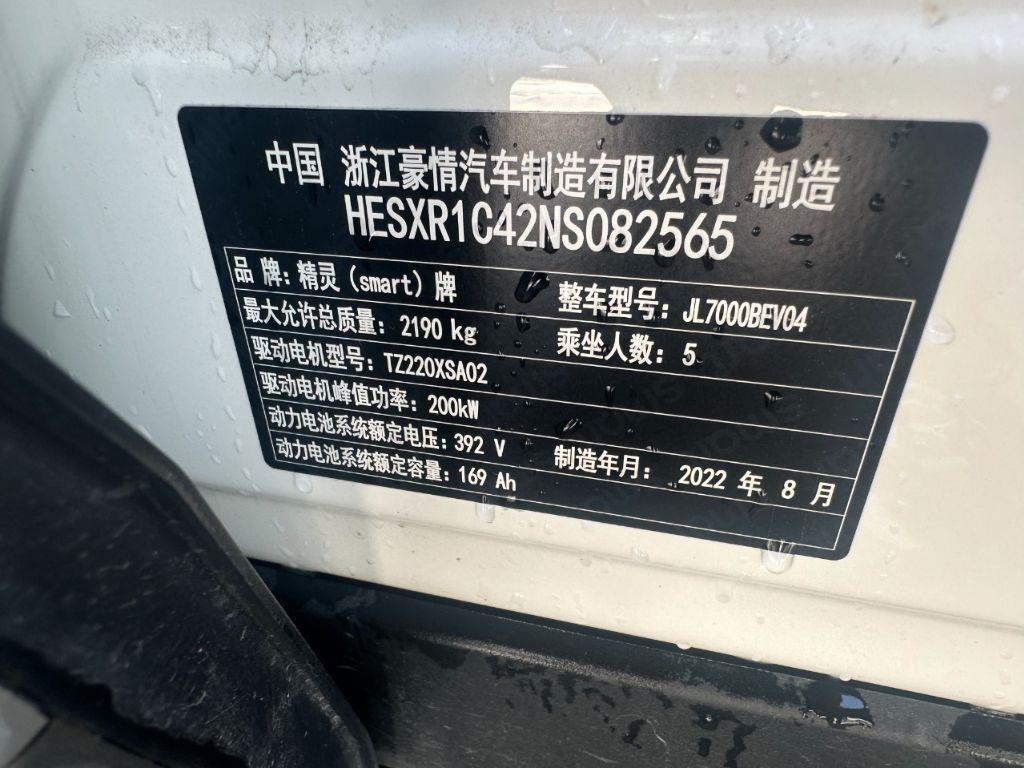 中国 浙江豪情汽车制造有限公司 制造
HESXR1C42NS082565
品 牌: 精灵 (smart) 牌 整车型号: JL7000BEV04
最大允许总质量: 2190 kg 乘坐人数: 5
驱动电机型号: TZ220XSA02
驱动电机峰值功率: 200kW
动力电池系统额定电压: 392 V 制造年月: 2022 年 8 月
动力电池系统额定容量: 169 Ah